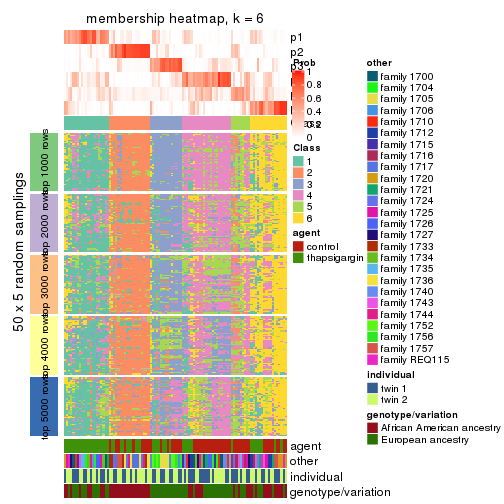 membership heatmap, k = 6
p1
p2
p3
Prob
1
0.8
0.6
0.4
0.2
0
Class
1
2
3
4
5
6
agent
control
thapsigargin
50 x 5 random samplings
top 1000 rows
top 2000 rows
top 3000 rows
top 4000 rows
top 5000 rows
agent
other
individual
genotype/variation
other
family 1700
family 1704
family 1705
family 1706
family 1710
family 1712
family 1715
family 1716
family 1717
family 1720
family 1721
family 1724
family 1725
family 1726
family 1727
family 1733
family 1734
family 1735
family 1736
family 1740
family 1743
family 1744
family 1752
family 1756
family 1757
family REQ115
individual
twin 1
twin 2
genotype/variation
African American ancestry
European ancestry